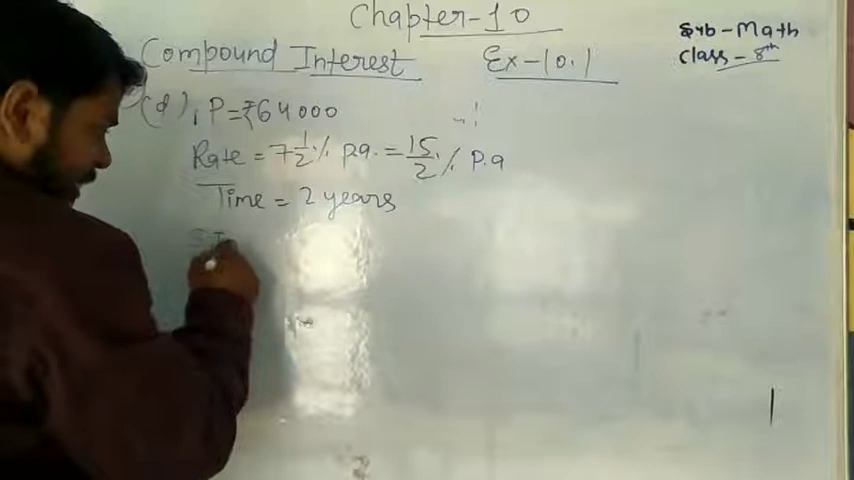 Chapter-10
Sub-Math
Class-8th
Compound Interest Ex-10.1
(d), P=₹64000
Rate = 7 1/2 % p.a. = 15/2 % P.a
Time = 2 years